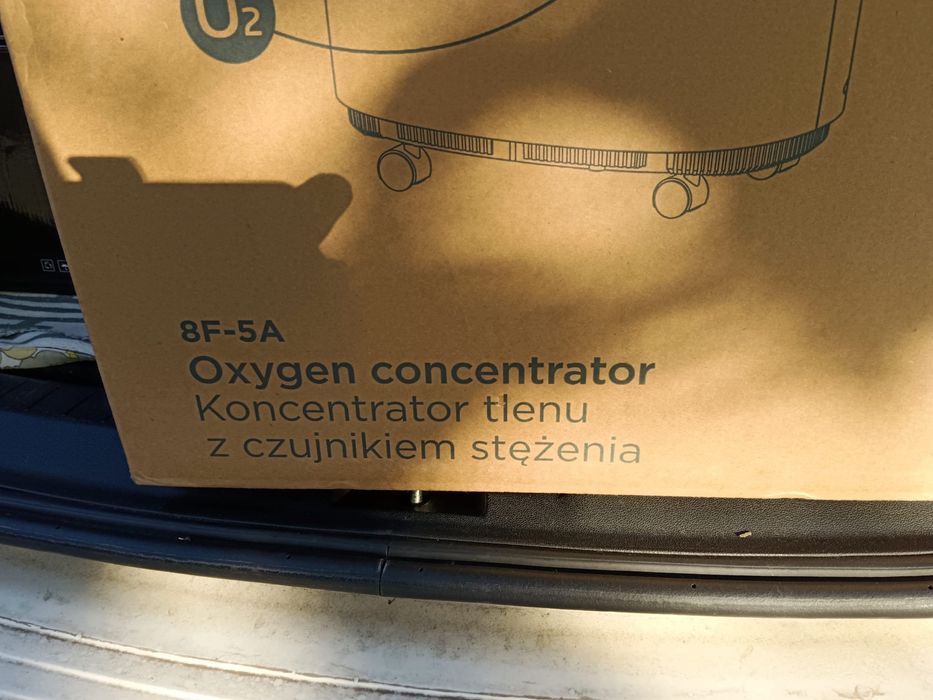 O2
8F-5A
Oxygen concentrator
Koncentrator tlenu
z czujnikiem stężenia